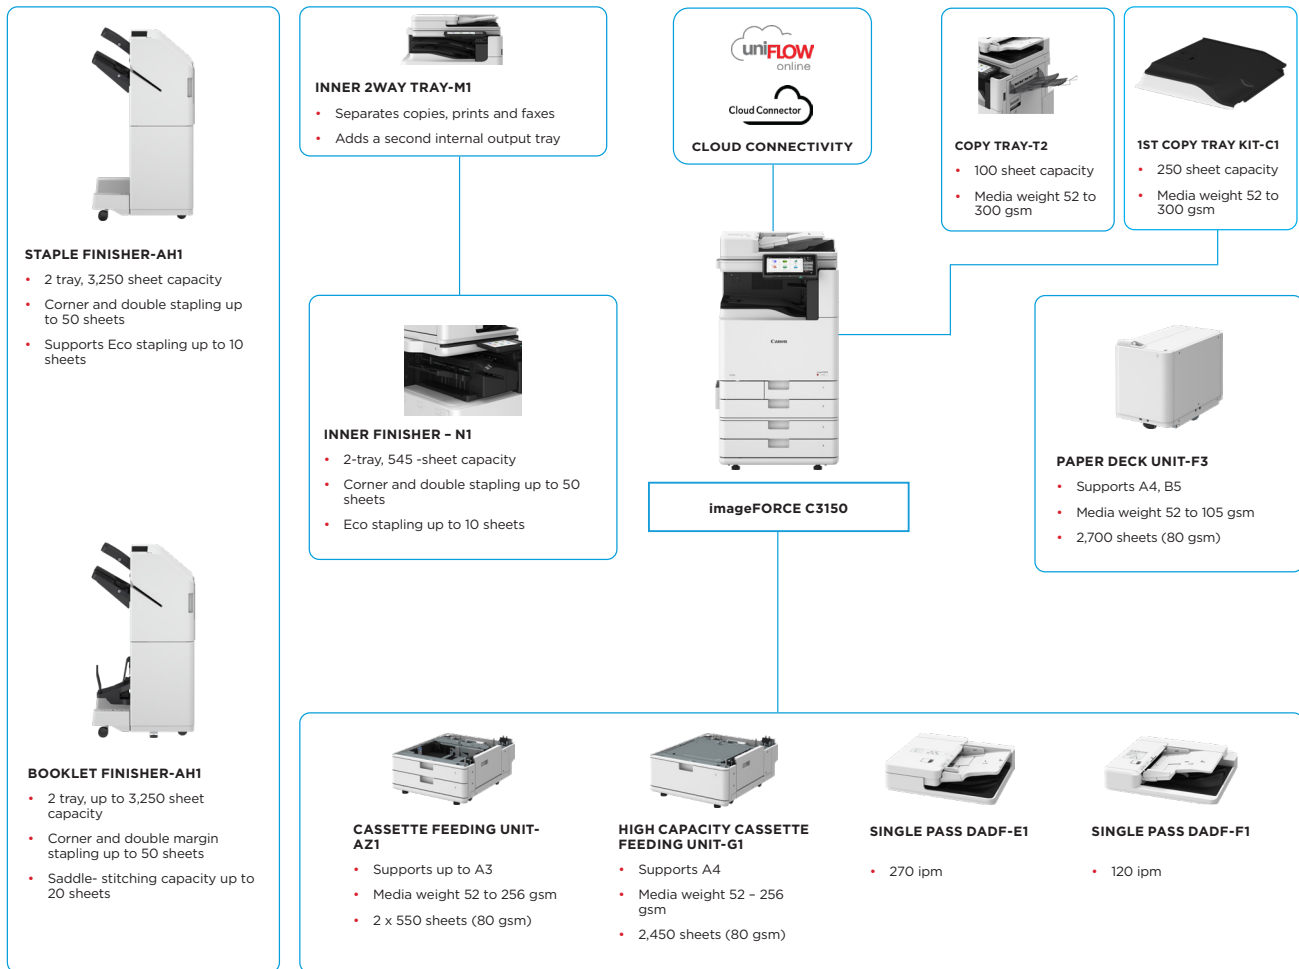 STAPLE FINISHER-AH1
• 2 tray, 3,250 sheet capacity
• Corner and double stapling up
to 50 sheets
• Supports Eco stapling up to 10
sheets
BOOKLET FINISHER-AH1
• 2 tray, up to 3,250 sheet
capacity
• Corner and double margin
stapling up to 50 sheets
• Saddle- stitching capacity up to
20 sheets
INNER 2WAY TRAY-M1
• Separates copies, prints and faxes
• Adds a second internal output tray
INNER FINISHER – N1
• 2-tray, 545 -sheet capacity
• Corner and double stapling up to 50
sheets
• Eco stapling up to 10 sheets
uniFLOW
online
Cloud Connector
CLOUD CONNECTIVITY
Canon
imageFORCE C3150
COPY TRAY-T2
• 100 sheet capacity
• Media weight 52 to
300 gsm
1ST COPY TRAY KIT-C1
• 250 sheet capacity
• Media weight 52 to
300 gsm
PAPER DECK UNIT-F3
• Supports A4, B5
• Media weight 52 to 105 gsm
• 2,700 sheets (80 gsm)
CASSETTE FEEDING UNIT-
AZ1
• Supports up to A3
• Media weight 52 to 256 gsm
• 2 x 550 sheets (80 gsm)
HIGH CAPACITY CASSETTE
FEEDING UNIT-G1
• Supports A4
• Media weight 52 – 256
gsm
• 2,450 sheets (80 gsm)
SINGLE PASS DADF-E1
• 270 ipm
SINGLE PASS DADF-F1
• 120 ipm